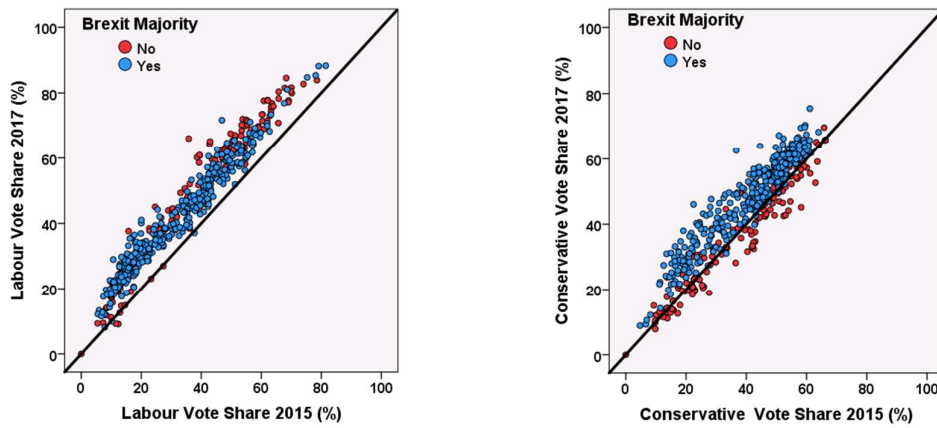 Brexit Majority
No
Yes
Labour Vote Share 2017 (%)
100
80
60
40
20
0
0 20 40 60 80 100
Labour Vote Share 2015 (%)
Brexit Majority
No
Yes
Conservative Vote Share 2017 (%)
100
80
60
40
20
0
0 20 40 60 80 100
Conservative Vote Share 2015 (%)